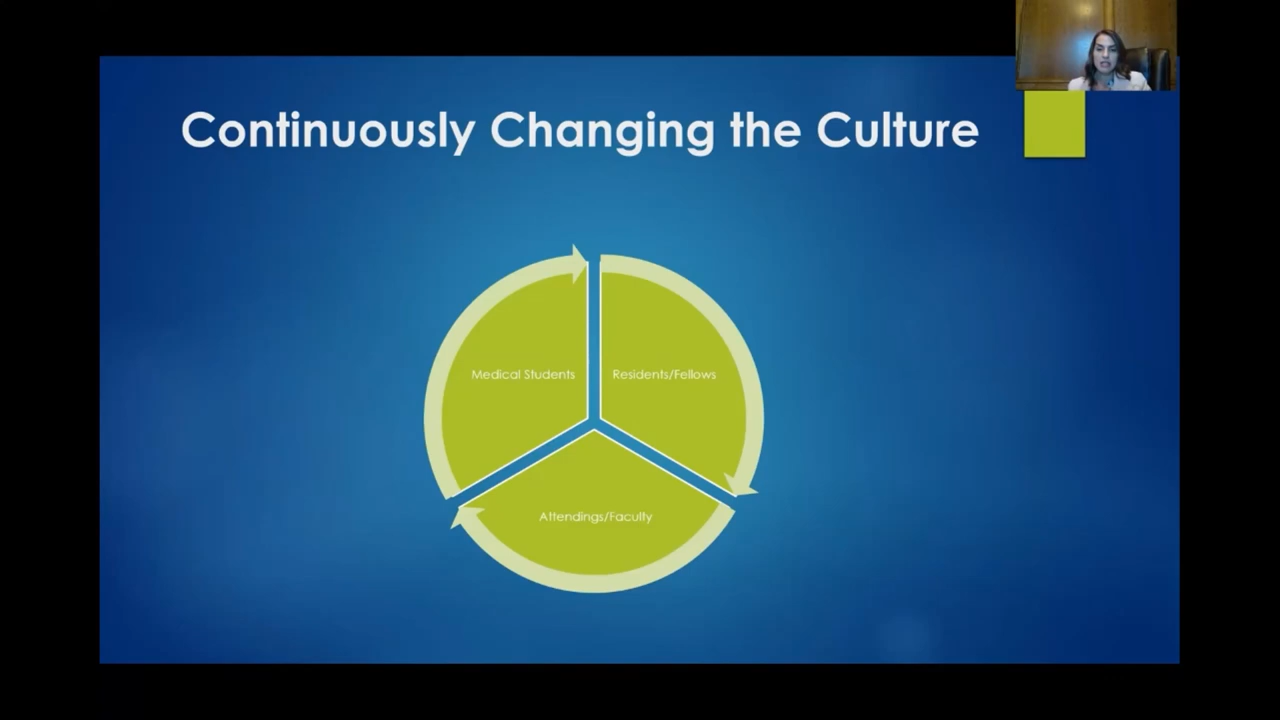 Continuously Changing the Culture
Medical Students
Residents/Fellows
Attendings/Faculty